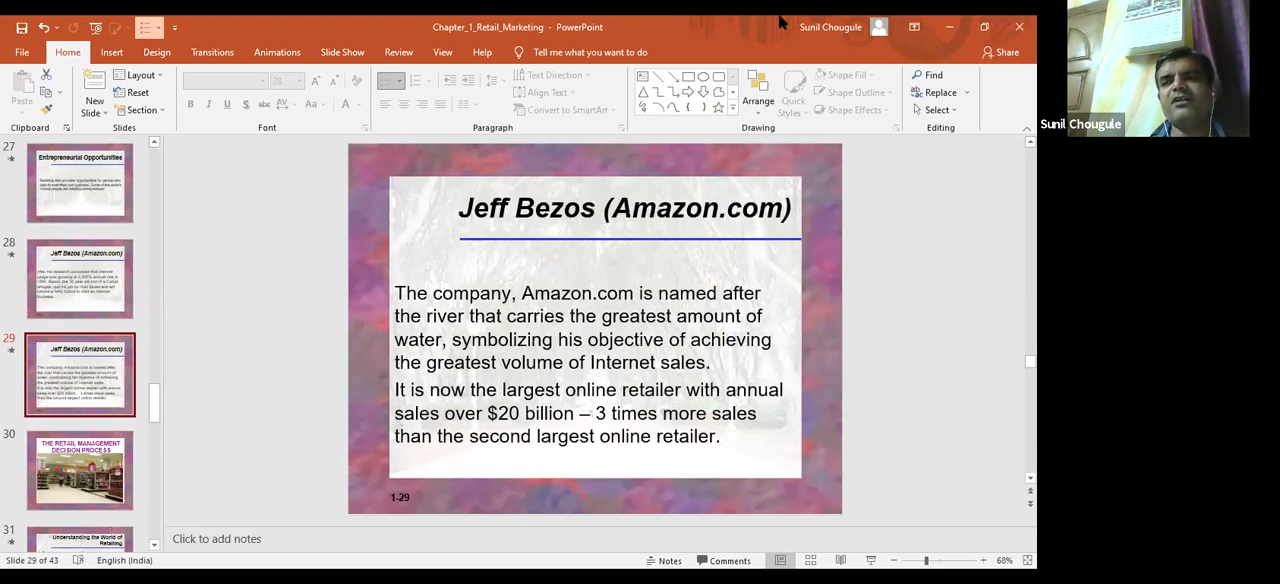 Chapter_1_Retail_Marketing - PowerPoint
Sunil Chougule
File Home Insert Design Transitions Animations Slide Show Review View Help Tell me what you want to do Share
Paste
Clipboard
New Slide
Layout
Reset
Section
Slides
28
B I U S abc AV Aa A
Font
Text Direction
Align Text
Convert to SmartArt
Paragraph
Arrange
Quick Styles
Shape Fill
Shape Outline
Shape Effects
Drawing
Find
Replace
Select
Editing
Sunil Chougule
27
Entrepreneurial Opportunities
28
Jeff Bezos (Amazon.com)
29
Jeff Bezos (Amazon.com)
30
THE RETAIL MANAGEMENT
DECISION PROCESS
31
Understanding the World of
Retailing
Jeff Bezos (Amazon.com)
The company, Amazon.com is named after
the river that carries the greatest amount of
water, symbolizing his objective of achieving
the greatest volume of Internet sales.
It is now the largest online retailer with annual
sales over $20 billion – 3 times more sales
than the second largest online retailer.
1-29
Click to add notes
Slide 29 of 43 English (India) Notes Comments 68%